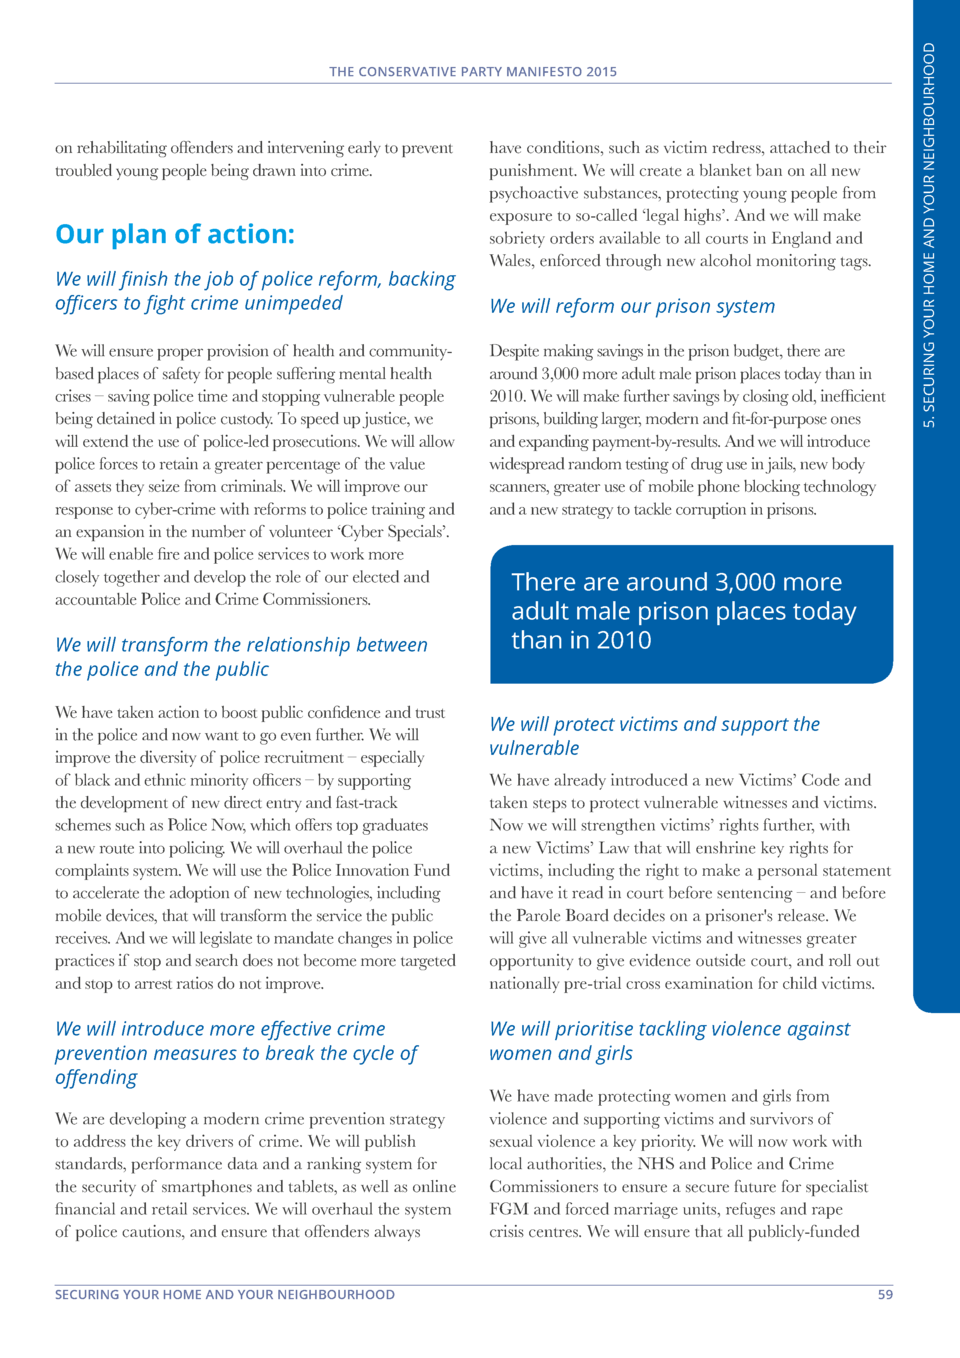 THE CONSERVATIVE PARTY MANIFESTO 2015
on rehabilitating offenders and intervening early to prevent
troubled young people being drawn into crime.
Our plan of action:
We will finish the job of police reform, backing
officers to fight crime unimpeded
We will ensure proper provision of health and community-
based places of safety for people suffering mental health
crises – saving police time and stopping vulnerable people
being detained in police custody. To speed up justice, we
will extend the use of police-led prosecutions. We will allow
police forces to retain a greater percentage of the value
of assets they seize from criminals. We will improve our
response to cyber-crime with reforms to police training and
an expansion in the number of volunteer ‘Cyber Specials’.
We will enable fire and police services to work more
closely together and develop the role of our elected and
accountable Police and Crime Commissioners.
We will transform the relationship between
the police and the public
We have taken action to boost public confidence and trust
in the police and now want to go even further. We will
improve the diversity of police recruitment – especially
of black and ethnic minority officers – by supporting
the development of new direct entry and fast-track
schemes such as Police Now, which offers top graduates
a new route into policing. We will overhaul the police
complaints system. We will use the Police Innovation Fund
to accelerate the adoption of new technologies, including
mobile devices, that will transform the service the public
receives. And we will legislate to mandate changes in police
practices if stop and search does not become more targeted
and stop to arrest ratios do not improve.
We will introduce more effective crime
prevention measures to break the cycle of
offending
We are developing a modern crime prevention strategy
to address the key drivers of crime. We will publish
standards, performance data and a ranking system for
the security of smartphones and tablets, as well as online
financial and retail services. We will overhaul the system
of police cautions, and ensure that offenders always
have conditions, such as victim redress, attached to their
punishment. We will create a blanket ban on all new
psychoactive substances, protecting young people from
exposure to so-called ‘legal highs’. And we will make
sobriety orders available to all courts in England and
Wales, enforced through new alcohol monitoring tags.
We will reform our prison system
Despite making savings in the prison budget, there are
around 3,000 more adult male prison places today than in
2010. We will make further savings by closing old, inefficient
prisons, building larger, modern and fit-for-purpose ones
and expanding payment-by-results. And we will introduce
widespread random testing of drug use in jails, new body
scanners, greater use of mobile phone blocking technology
and a new strategy to tackle corruption in prisons.
There are around 3,000 more
adult male prison places today
than in 2010
We will protect victims and support the
vulnerable
We have already introduced a new Victims’ Code and
taken steps to protect vulnerable witnesses and victims.
Now we will strengthen victims’ rights further, with
a new Victims’ Law that will enshrine key rights for
victims, including the right to make a personal statement
and have it read in court before sentencing – and before
the Parole Board decides on a prisoner's release. We
will give all vulnerable victims and witnesses greater
opportunity to give evidence outside court, and roll out
nationally pre-trial cross examination for child victims.
We will prioritise tackling violence against
women and girls
We have made protecting women and girls from
violence and supporting victims and survivors of
sexual violence a key priority. We will now work with
local authorities, the NHS and Police and Crime
Commissioners to ensure a secure future for specialist
FGM and forced marriage units, refuges and rape
crisis centres. We will ensure that all publicly-funded
5. SECURING YOUR HOME AND YOUR NEIGHBOURHOOD
SECURING YOUR HOME AND YOUR NEIGHBOURHOOD
59